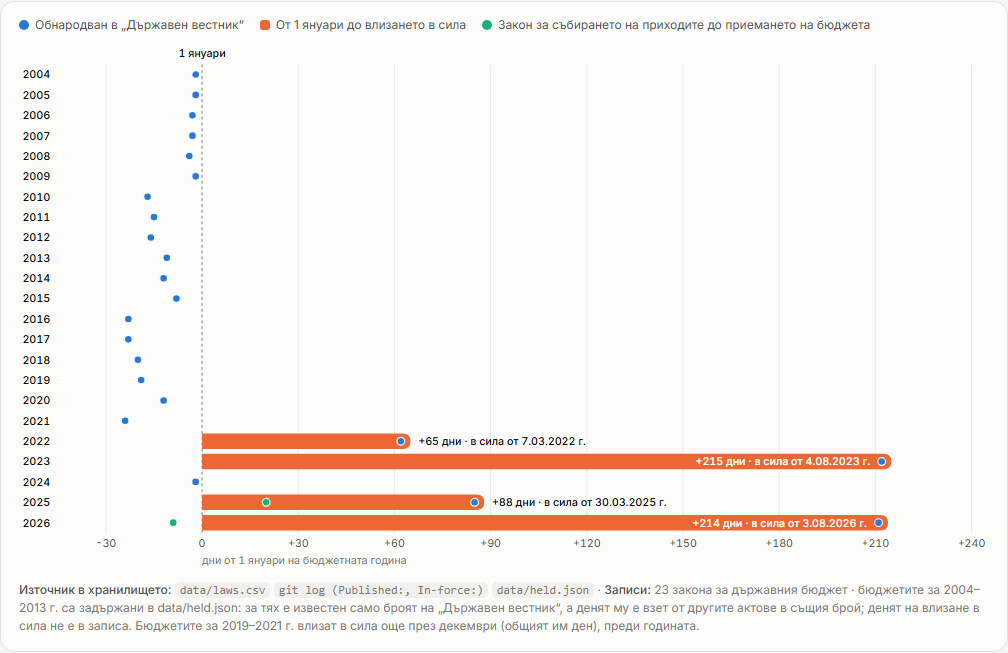 Обнародван в „Държавен вестник“ От 1 януари до влизането в сила Закон за събирането на приходите до приемането на бюджета
1 януари
2004
2005
2006
2007
2008
2009
2010
2011
2012
2013
2014
2015
2016
2017
2018
2019
2020
2021
2022 +65 дни · в сила от 7.03.2022 г.
2023 +215 дни · в сила от 4.08.2023 г.
2024
2025 +88 дни · в сила от 30.03.2025 г.
2026 +214 дни · в сила от 3.08.2026 г.
-30 0 +30 +60 +90 +120 +150 +180 +210 +240
дни от 1 януари на бюджетната година
Източник в хранилището: data/laws.csv git log (Published:, In-force:) data/held.json · Записи: 23 закона за държавния бюджет · бюджетите за 2004–
2013 г. са задържани в data/held.json: за тях е известен само броят на „Държавен вестник“, а денят му е взет от другите актове в същия брой; денят на влизане в
сила не е в записа. Бюджетите за 2019–2021 г. влизат в сила още през декември (общият им ден), преди годината.